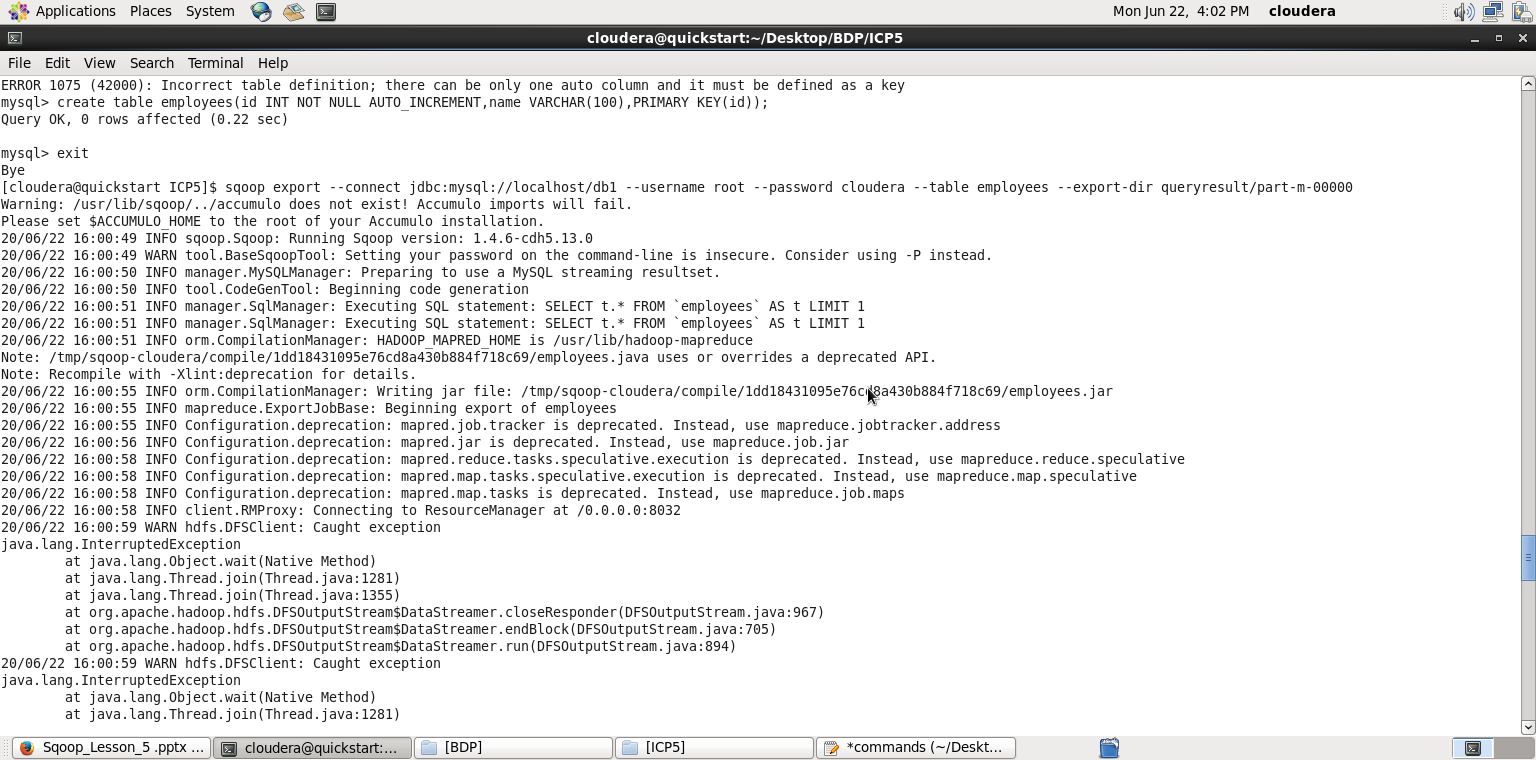 Applications Places System
Mon Jun 22, 4:02 PM cloudera
cloudera@quickstart:~/Desktop/BDP/ICP5
File Edit View Search Terminal Help
ERROR 1075 (42000): Incorrect table definition; there can be only one auto column and it must be defined as a key
mysql> create table employees(id INT NOT NULL AUTO_INCREMENT,name VARCHAR(100),PRIMARY KEY(id));
Query OK, 0 rows affected (0.22 sec)
mysql> exit
Bye
[cloudera@quickstart ICP5]$ sqoop export --connect jdbc:mysql://localhost/db1 --username root --password cloudera --table employees --export-dir queryresult/part-m-00000
Warning: /usr/lib/sqoop/../accumulo does not exist! Accumulo imports will fail.
Please set $ACCUMULO_HOME to the root of your Accumulo installation.
20/06/22 16:00:49 INFO sqoop.Sqoop: Running Sqoop version: 1.4.6-cdh5.13.0
20/06/22 16:00:49 WARN tool.BaseSqoopTool: Setting your password on the command-line is insecure. Consider using -P instead.
20/06/22 16:00:50 INFO manager.MySQLManager: Preparing to use a MySQL streaming resultset.
20/06/22 16:00:50 INFO tool.CodeGenTool: Beginning code generation
20/06/22 16:00:51 INFO manager.SqlManager: Executing SQL statement: SELECT t.* FROM `employees` AS t LIMIT 1
20/06/22 16:00:51 INFO manager.SqlManager: Executing SQL statement: SELECT t.* FROM `employees` AS t LIMIT 1
20/06/22 16:00:51 INFO orm.CompilationManager: HADOOP_MAPRED_HOME is /usr/lib/hadoop-mapreduce
Note: /tmp/sqoop-cloudera/compile/1dd18431095e76cd8a430b884f718c69/employees.java uses or overrides a deprecated API.
Note: Recompile with -Xlint:deprecation for details.
20/06/22 16:00:55 INFO orm.CompilationManager: Writing jar file: /tmp/sqoop-cloudera/compile/1dd18431095e76cd8a430b884f718c69/employees.jar
20/06/22 16:00:55 INFO mapreduce.ExportJobBase: Beginning export of employees
20/06/22 16:00:55 INFO Configuration.deprecation: mapred.job.tracker is deprecated. Instead, use mapreduce.jobtracker.address
20/06/22 16:00:56 INFO Configuration.deprecation: mapred.jar is deprecated. Instead, use mapreduce.job.jar
20/06/22 16:00:58 INFO Configuration.deprecation: mapred.reduce.tasks.speculative.execution is deprecated. Instead, use mapreduce.reduce.speculative
20/06/22 16:00:58 INFO Configuration.deprecation: mapred.map.tasks.speculative.execution is deprecated. Instead, use mapreduce.map.speculative
20/06/22 16:00:58 INFO Configuration.deprecation: mapred.map.tasks is deprecated. Instead, use mapreduce.job.maps
20/06/22 16:00:58 INFO client.RMProxy: Connecting to ResourceManager at /0.0.0.0:8032
20/06/22 16:00:59 WARN hdfs.DFSClient: Caught exception
java.lang.InterruptedException
at java.lang.Object.wait(Native Method)
at java.lang.Thread.join(Thread.java:1281)
at java.lang.Thread.join(Thread.java:1355)
at org.apache.hadoop.hdfs.DFSOutputStream$DataStreamer.closeResponder(DFSOutputStream.java:967)
at org.apache.hadoop.hdfs.DFSOutputStream$DataStreamer.endBlock(DFSOutputStream.java:705)
at org.apache.hadoop.hdfs.DFSOutputStream$DataStreamer.run(DFSOutputStream.java:894)
20/06/22 16:00:59 WARN hdfs.DFSClient: Caught exception
java.lang.InterruptedException
at java.lang.Object.wait(Native Method)
at java.lang.Thread.join(Thread.java:1281)
Sqoop_Lesson_5 .pptx ... cloudera@quickstart:... [BDP] [ICP5] *commands (~/Deskt...